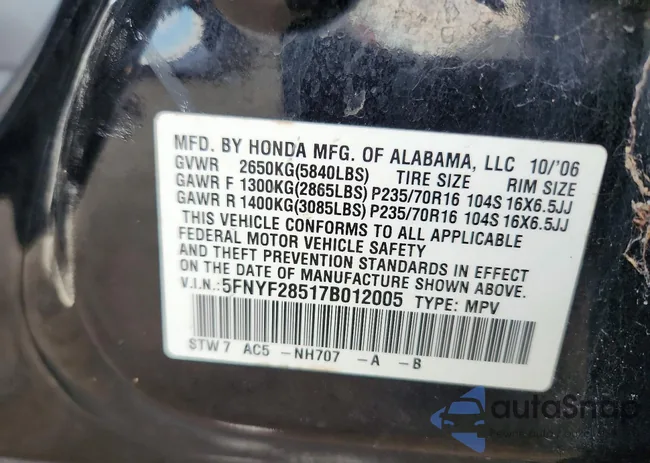 MFD. BY HONDA MFG. OF ALABAMA, LLC 10/'06
GVWR 2650KG(5840LBS) TIRE SIZE RIM SIZE
GAWR F 1300KG(2865LBS) P235/70R16 104S 16X6.5JJ
GAWR R 1400KG(3085LBS) P235/70R16 104S 16X6.5JJ
THIS VEHICLE CONFORMS TO ALL APPLICABLE
FEDERAL MOTOR VEHICLE SAFETY
AND THEFT PREVENTION STANDARDS IN EFFECT
ON THE DATE OF MANUFACTURE SHOWN ABOVE.
V.I.N.:5FNYF28517B012005 TYPE: MPV
STW7 AC5 -NH707 -A -B
autoSnap